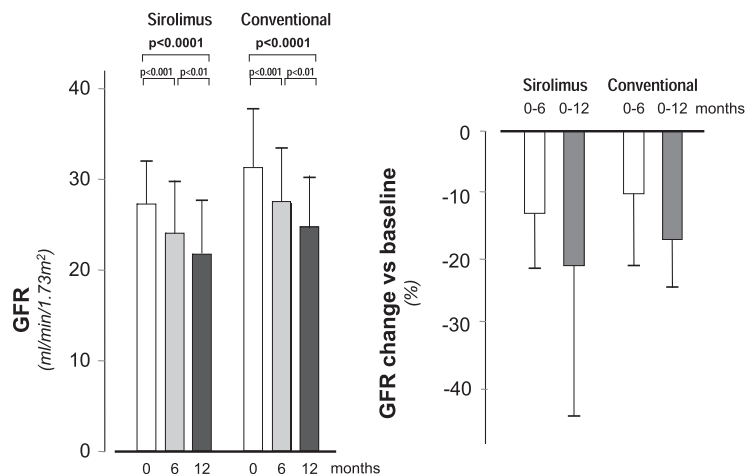 Sirolimus Conventional
p<0.0001 p<0.0001
p<0.001 p<0.01 p<0.001 p<0.01
40
30
20
10
0
GFR
(ml/min/1.73m²)
0 6 12 0 6 12 months
Sirolimus Conventional
0-6 0-12 0-6 0-12 months
0
-10
-20
-30
-40
GFR change vs baseline
(%)